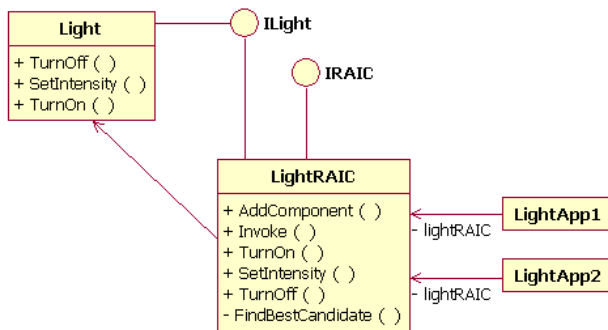 Light
+ TurnOff ( )
+ SetIntensity ( )
+ TurnOn ( )
ILight
IRAIC
LightRAIC
+ AddComponent ( )
+ Invoke ( )
+ TurnOn ( )
+ SetIntensity ( )
+ TurnOff ( )
- FindBestCandidate ( )
LightApp1
- lightRAIC
LightApp2
- lightRAIC